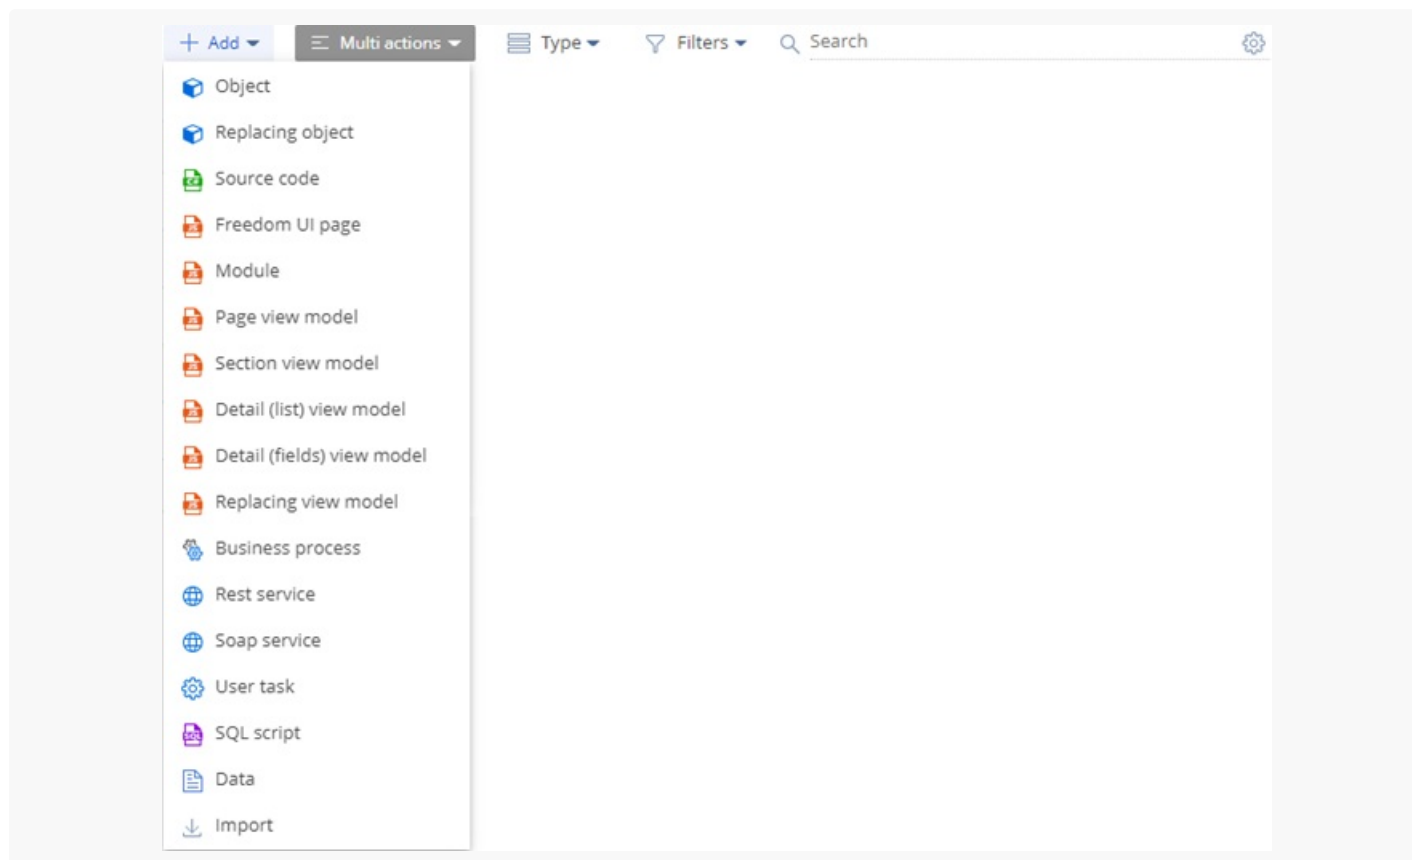 Add Multi actions Type Filters Search
Object
Replacing object
Source code
Freedom UI page
Module
Page view model
Section view model
Detail (list) view model
Detail (fields) view model
Replacing view model
Business process
Rest service
Soap service
User task
SQL script
Data
Import